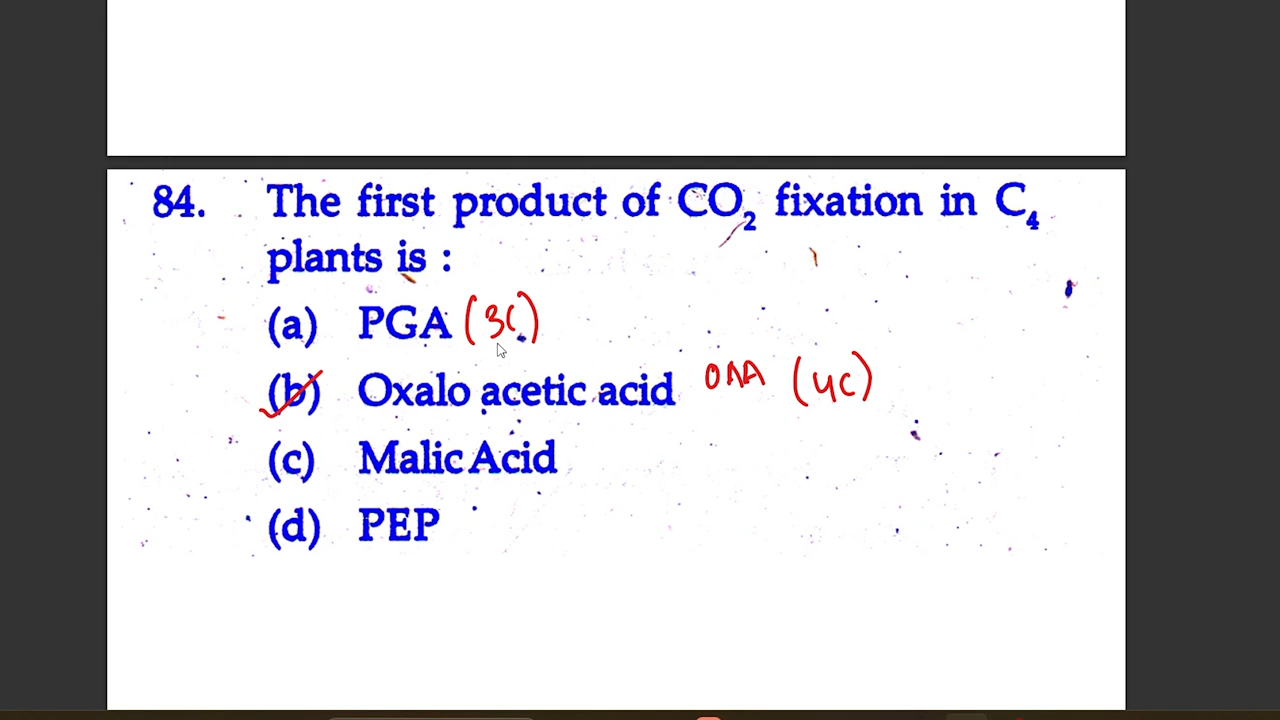 84. The first product of CO₂ fixation in C₄
plants is :
(a) PGA (3C)
(b) Oxalo acetic acid OAA (4C)
(c) Malic Acid
(d) PEP